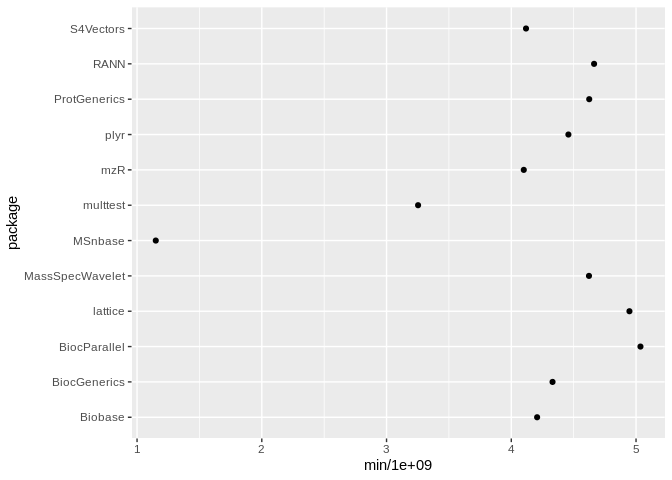 S4Vectors
RANN
ProtGenerics
plyr
mzR
multtest
MSnbase
MassSpecWavelet
lattice
BiocParallel
BiocGenerics
Biobase
package
1 2 3 4 5
min/1e+09